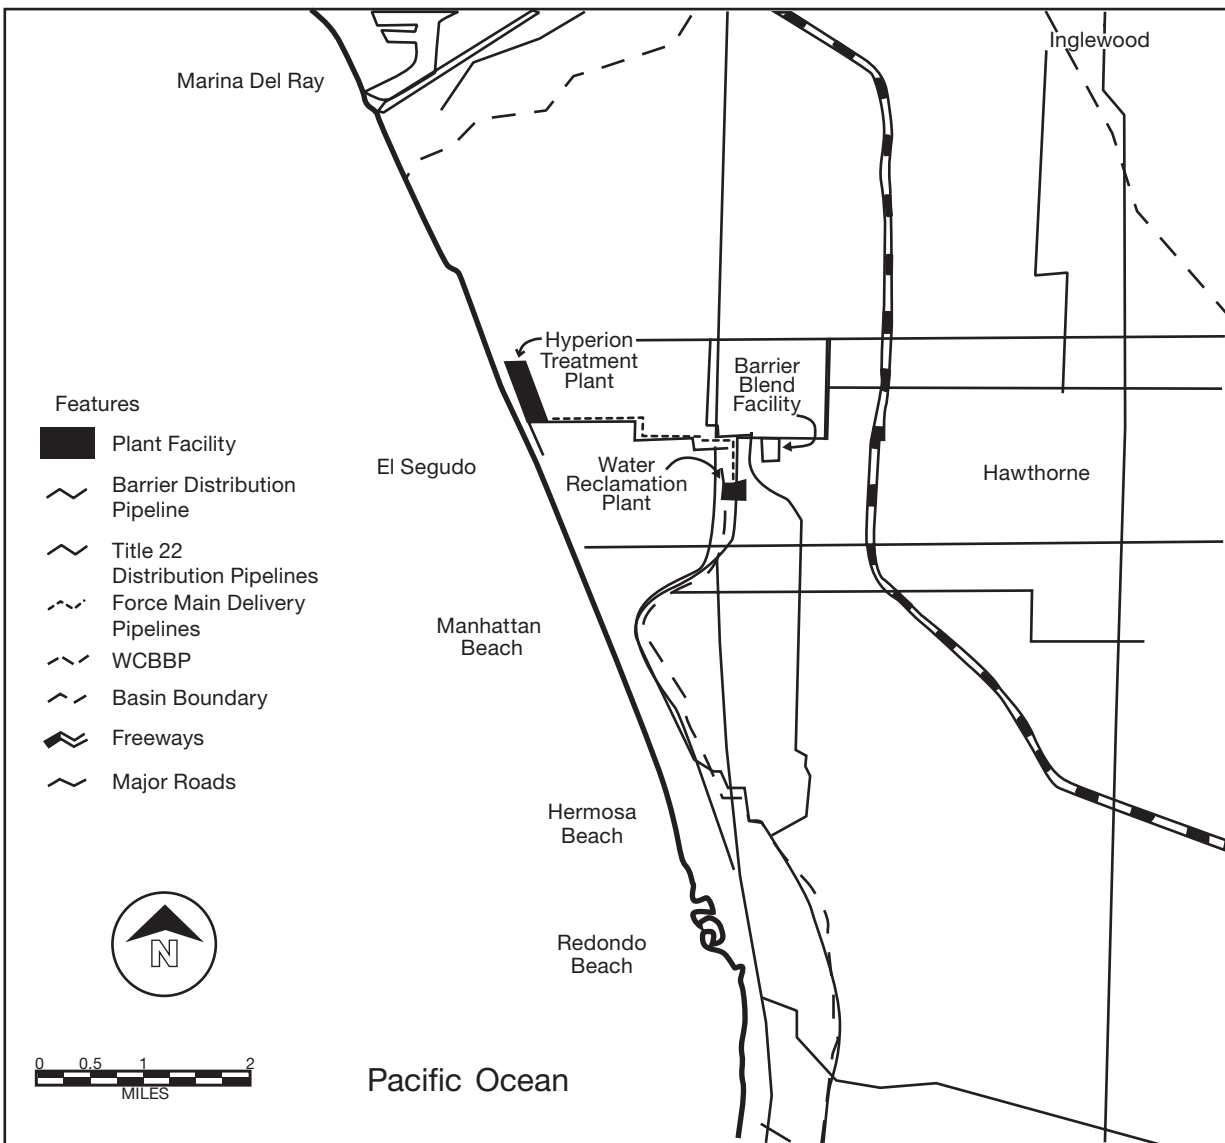 Inglewood
Marina Del Ray
Hyperion
Treatment
Plant
Barrier
Blend
Facility
Features
Plant Facility
Barrier Distribution
Pipeline
Title 22
Distribution Pipelines
Force Main Delivery
Pipelines
WCBBP
Basin Boundary
Freeways
Major Roads
El Segudo
Water
Reclamation
Plant
Hawthorne
Manhattan
Beach
Hermosa
Beach
Redondo
Beach
N
0 0.5 1 2
MILES
Pacific Ocean